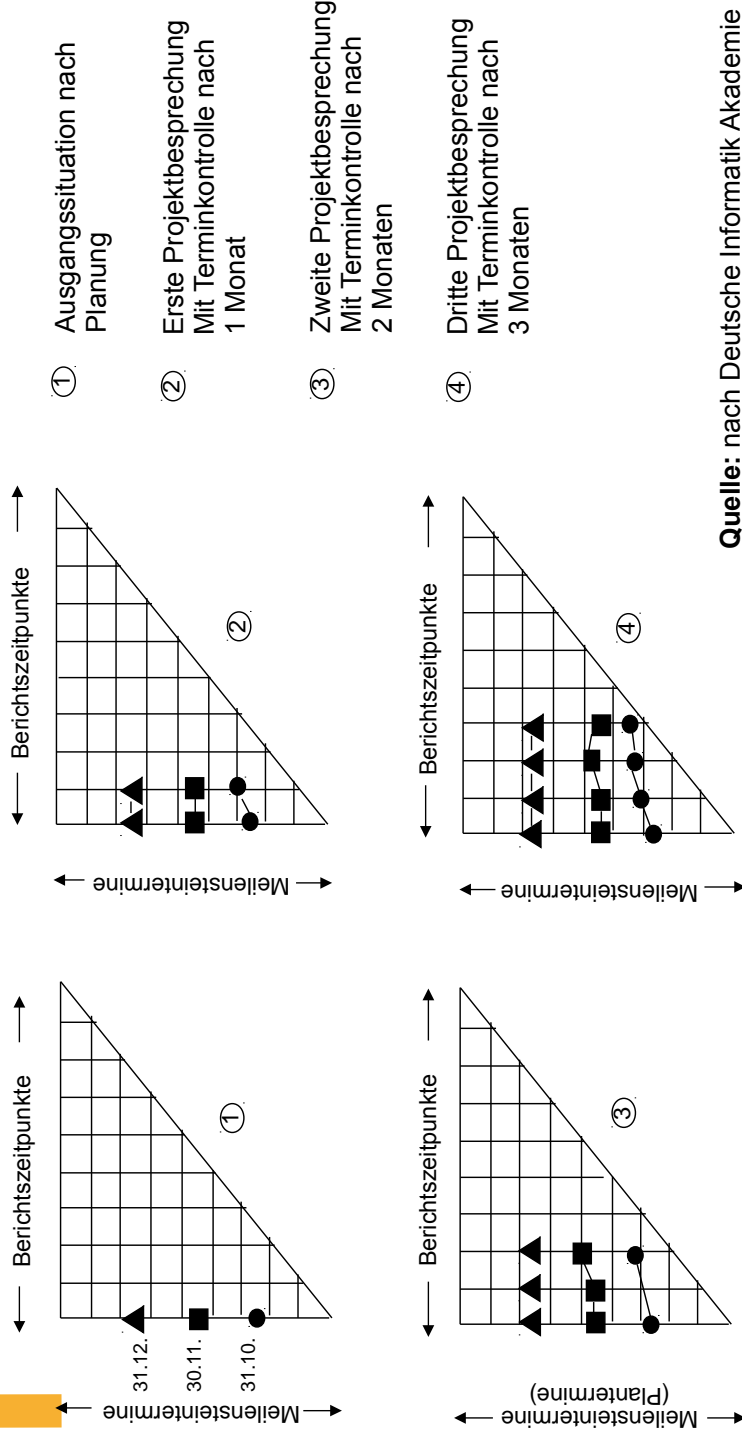 ← Berichtszeitpunkte →
← Meilensteintermine →
31.12.
30.11.
31.10.
1
← Berichtszeitpunkte →
← Meilensteintermine →
2
← Berichtszeitpunkte →
← Meilensteintermine →
(Plantermine)
3
← Berichtszeitpunkte →
← Meilensteintermine →
4
1 Ausgangssituation nach
Planung
2 Erste Projektbesprechung
Mit Terminkontrolle nach
1 Monat
3 Zweite Projektbesprechung
Mit Terminkontrolle nach
2 Monaten
4 Dritte Projektbesprechung
Mit Terminkontrolle nach
3 Monaten
Quelle: nach Deutsche Informatik Akademie